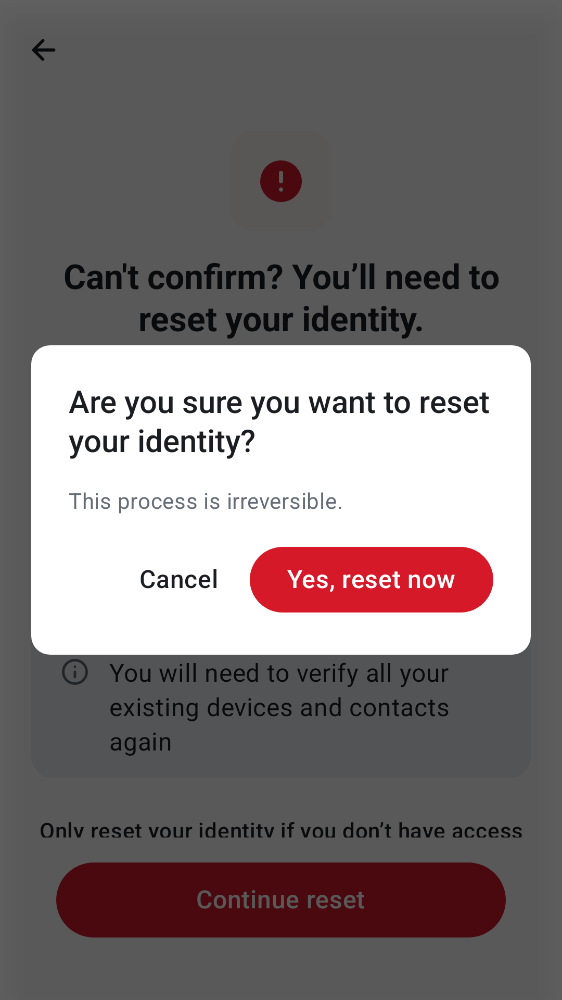 Can't confirm? You’ll need to
reset your identity.
Are you sure you want to reset
your identity?
This process is irreversible.
Cancel
Yes, reset now
You will need to verify all your
existing devices and contacts
again
Only reset your identity if you don’t have access
Continue reset